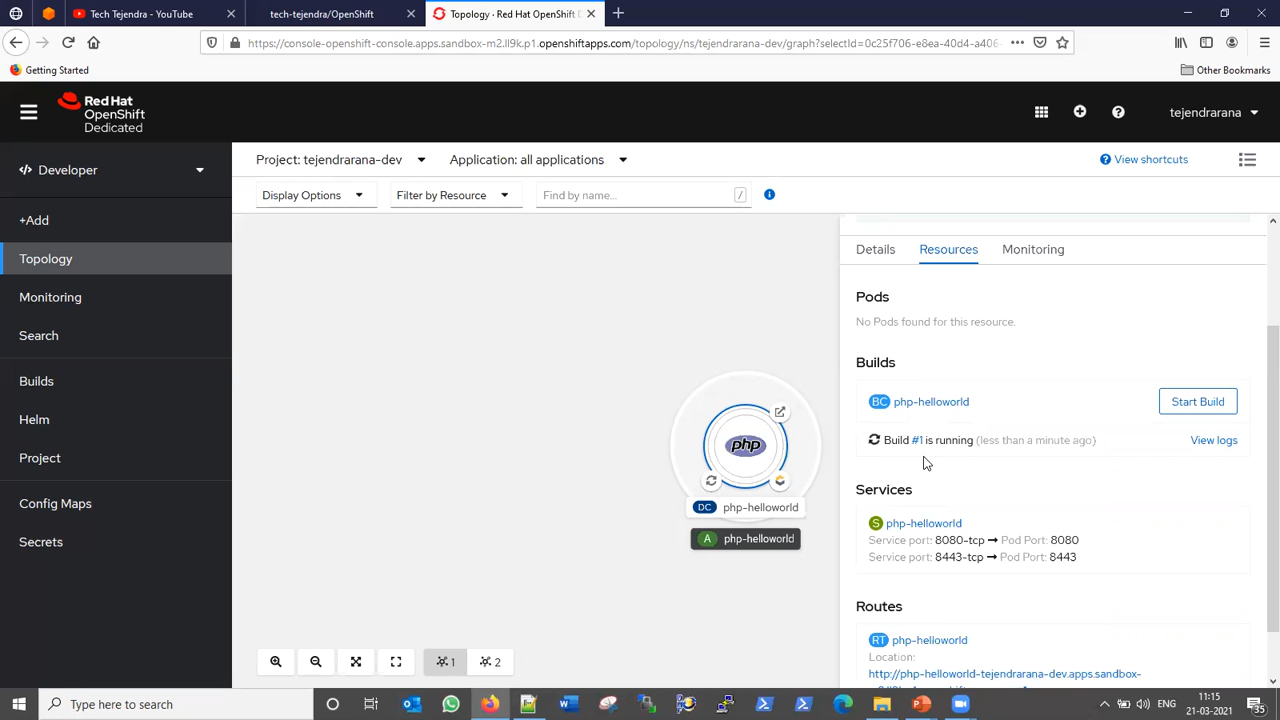 Tech Tejendra - YouTube
tech-tejendra/OpenShift
Topology · Red Hat OpenShift
https://console-openshift-console.apps.sandbox-m2.ll9k.p1.openshiftapps.com/topology/ns/tejendrarana-dev/graph?selectId=0c25f706-e8ea-40d4-a406-
Getting Started
Other Bookmarks
Red Hat
OpenShift
Dedicated
tejendrarana
Developer
Project: tejendrarana-dev
Application: all applications
View shortcuts
Display Options
Filter by Resource
Find by name...
/
+Add
Topology
Monitoring
Search
Builds
Helm
Project
Config Maps
Secrets
Details
Resources
Monitoring
Pods
No Pods found for this resource.
Builds
BC php-helloworld
Start Build
Build #1 is running (less than a minute ago)
View logs
Services
S php-helloworld
Service port: 8080-tcp → Pod Port: 8080
Service port: 8443-tcp → Pod Port: 8443
Routes
RT php-helloworld
Location:
http://php-helloworld-tejendrarana-dev.apps.sandbox-
php
DC php-helloworld
A php-helloworld
1
2
Type here to search
ENG
11:15
21-03-2021
35